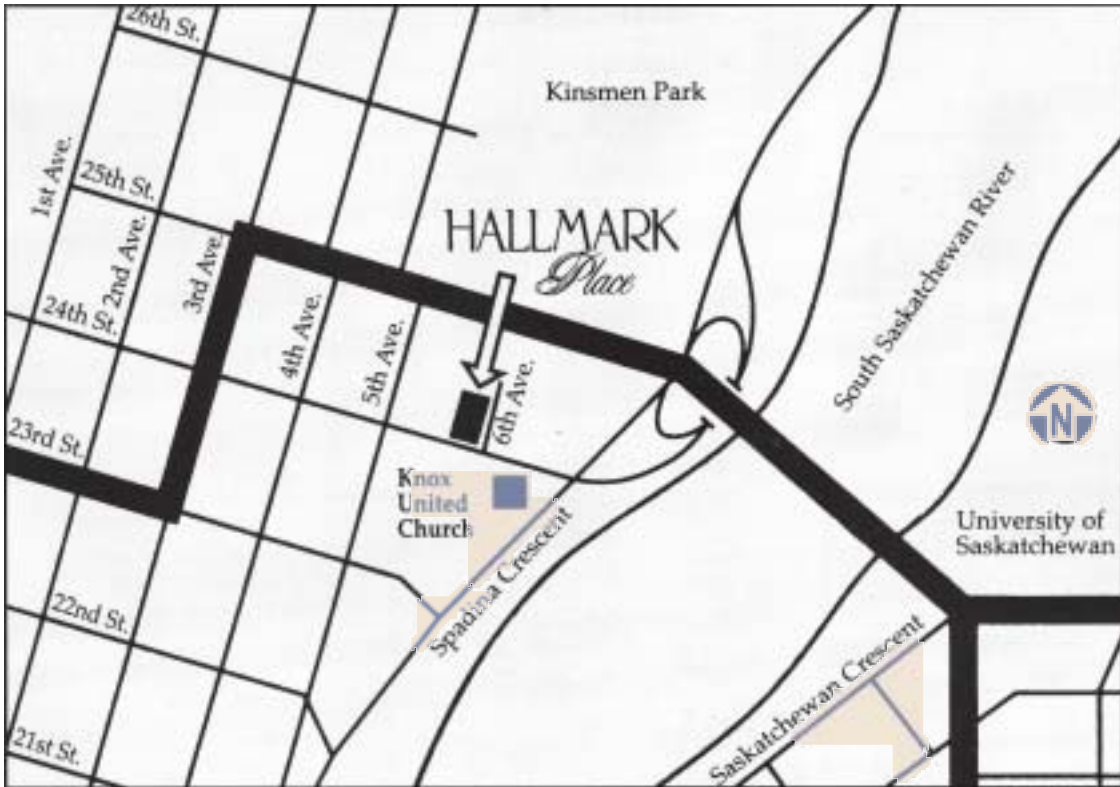 26th St.
Kinsmen Park
1st Ave.
25th St.
2nd Ave.
3rd Ave.
HALLMARK
Place
South Saskatchewan River
24th St.
4th Ave.
5th Ave.
6th Ave.
N
23rd St.
Knox
United
Church
Spadina Crescent
University of
Saskatchewan
22nd St.
Saskatchewan Crescent
21st St.